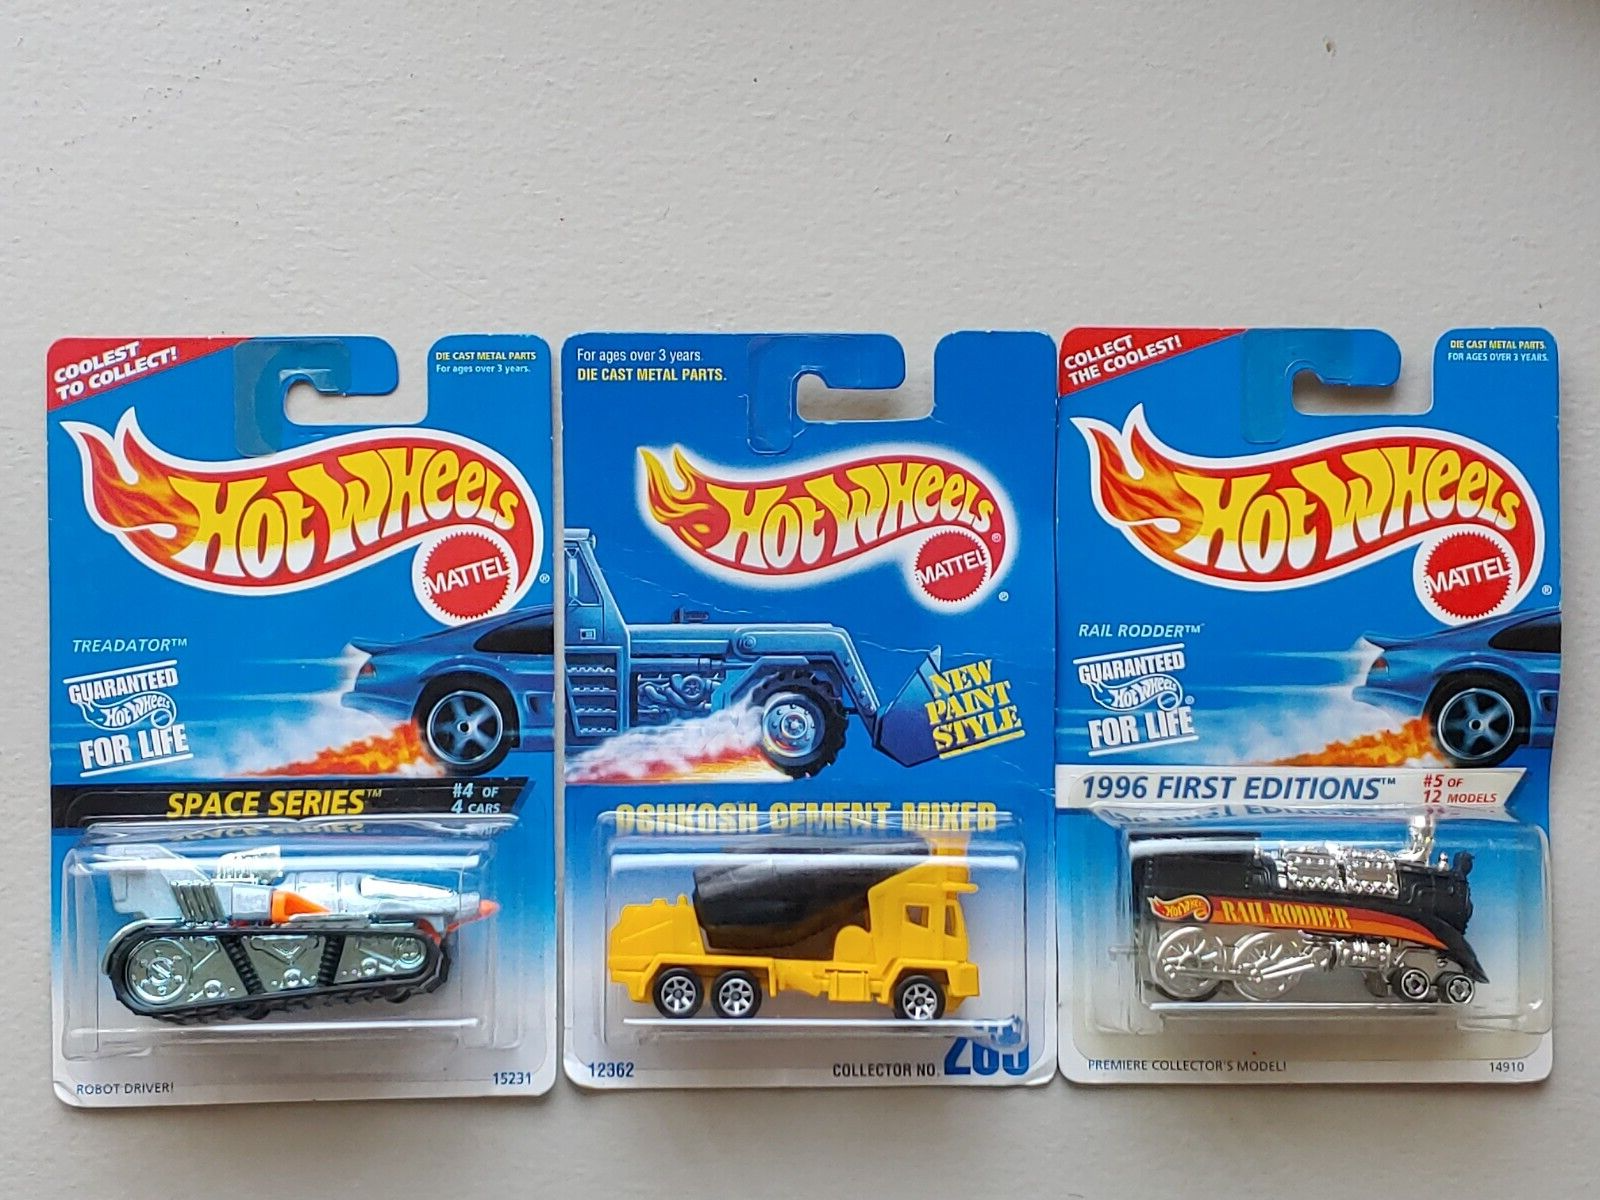 COOLEST
TO COLLECT!
DIE CAST METAL PARTS
For ages over 3 years.
HOT WHEELS
MATTEL
®
TREADATOR™
GUARANTEED
HOT WHEELS
FOR LIFE
SPACE SERIES™
#4 OF
4 CARS
ROBOT DRIVER!
15231
For ages over 3 years.
DIE CAST METAL PARTS.
HOT WHEELS
®
MATTEL
NEW
PAINT
STYLE
OSHKOSH CEMENT MIXER
12362
COLLECTOR NO.
COLLECT
THE COOLEST!
DIE CAST METAL PARTS.
FOR AGES OVER 3 YEARS.
HOT WHEELS
MATTEL
®
RAIL RODDER™
GUARANTEED
HOT WHEELS
®
FOR LIFE
1996 FIRST EDITIONS™
#5 OF
12 MODELS
HOT WHEELS
RAIL RODDER
PREMIERE COLLECTOR'S MODEL!
14910